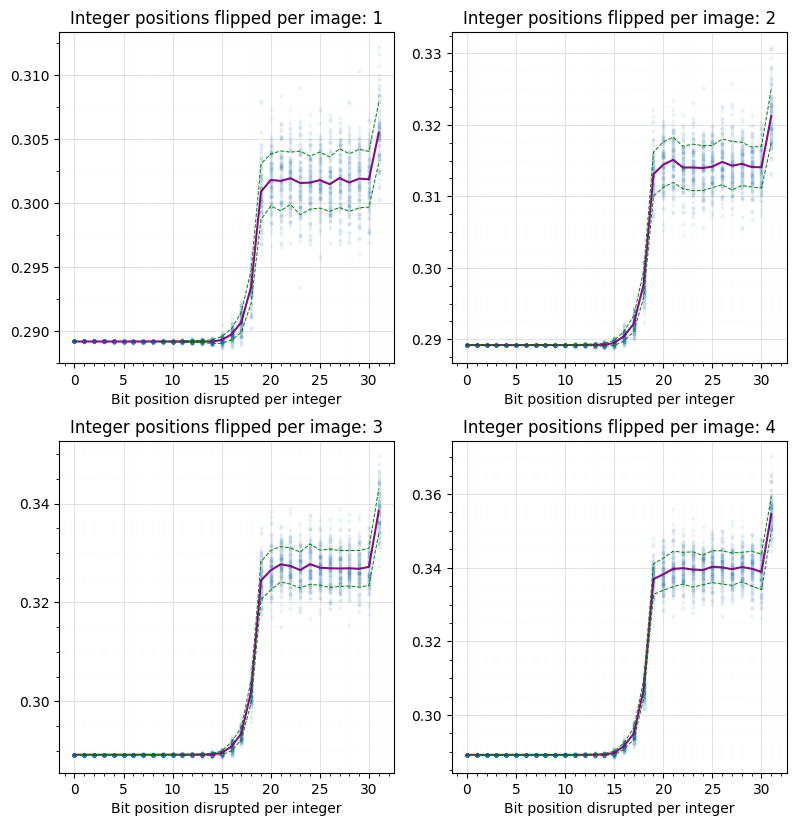 Integer positions flipped per image: 1
0.310
0.305
0.300
0.295
0.290
0 5 10 15 20 25 30
Bit position disrupted per integer
Integer positions flipped per image: 2
0.33
0.32
0.31
0.30
0.29
0 5 10 15 20 25 30
Bit position disrupted per integer
Integer positions flipped per image: 3
0.34
0.32
0.30
0 5 10 15 20 25 30
Bit position disrupted per integer
Integer positions flipped per image: 4
0.36
0.34
0.32
0.30
0 5 10 15 20 25 30
Bit position disrupted per integer